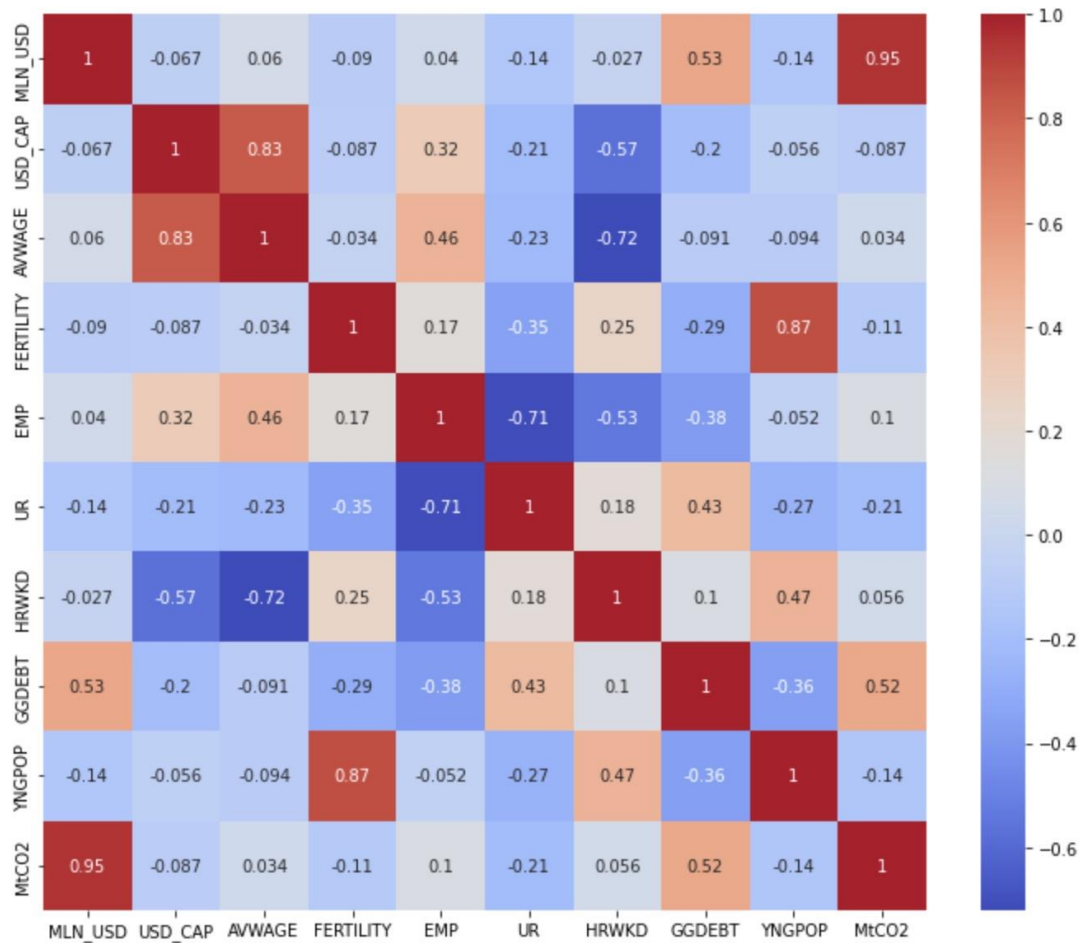 MLN_USD 1 -0.067 0.06 -0.09 0.04 -0.14 -0.027 0.53 -0.14 0.95
USD_CAP -0.067 1 0.83 -0.087 0.32 -0.21 -0.57 -0.2 -0.056 -0.087
AVWAGE 0.06 0.83 1 -0.034 0.46 -0.23 -0.72 -0.091 -0.094 0.034
FERTILITY -0.09 -0.087 -0.034 1 0.17 -0.35 0.25 -0.29 0.87 -0.11
EMP 0.04 0.32 0.46 0.17 1 -0.71 -0.53 -0.38 -0.052 0.1
UR -0.14 -0.21 -0.23 -0.35 -0.71 1 0.18 0.43 -0.27 -0.21
HRWKD -0.027 -0.57 -0.72 0.25 -0.53 0.18 1 0.1 0.47 0.056
GGDEBT 0.53 -0.2 -0.091 -0.29 -0.38 0.43 0.1 1 -0.36 0.52
YNGPOP -0.14 -0.056 -0.094 0.87 -0.052 -0.27 0.47 -0.36 1 -0.14
MtCO2 0.95 -0.087 0.034 -0.11 0.1 -0.21 0.056 0.52 -0.14 1
MLN_USD USD_CAP AVWAGE FERTILITY EMP UR HRWKD GGDEBT YNGPOP MtCO2
1.0
0.8
0.6
0.4
0.2
0.0
−0.2
−0.4
−0.6